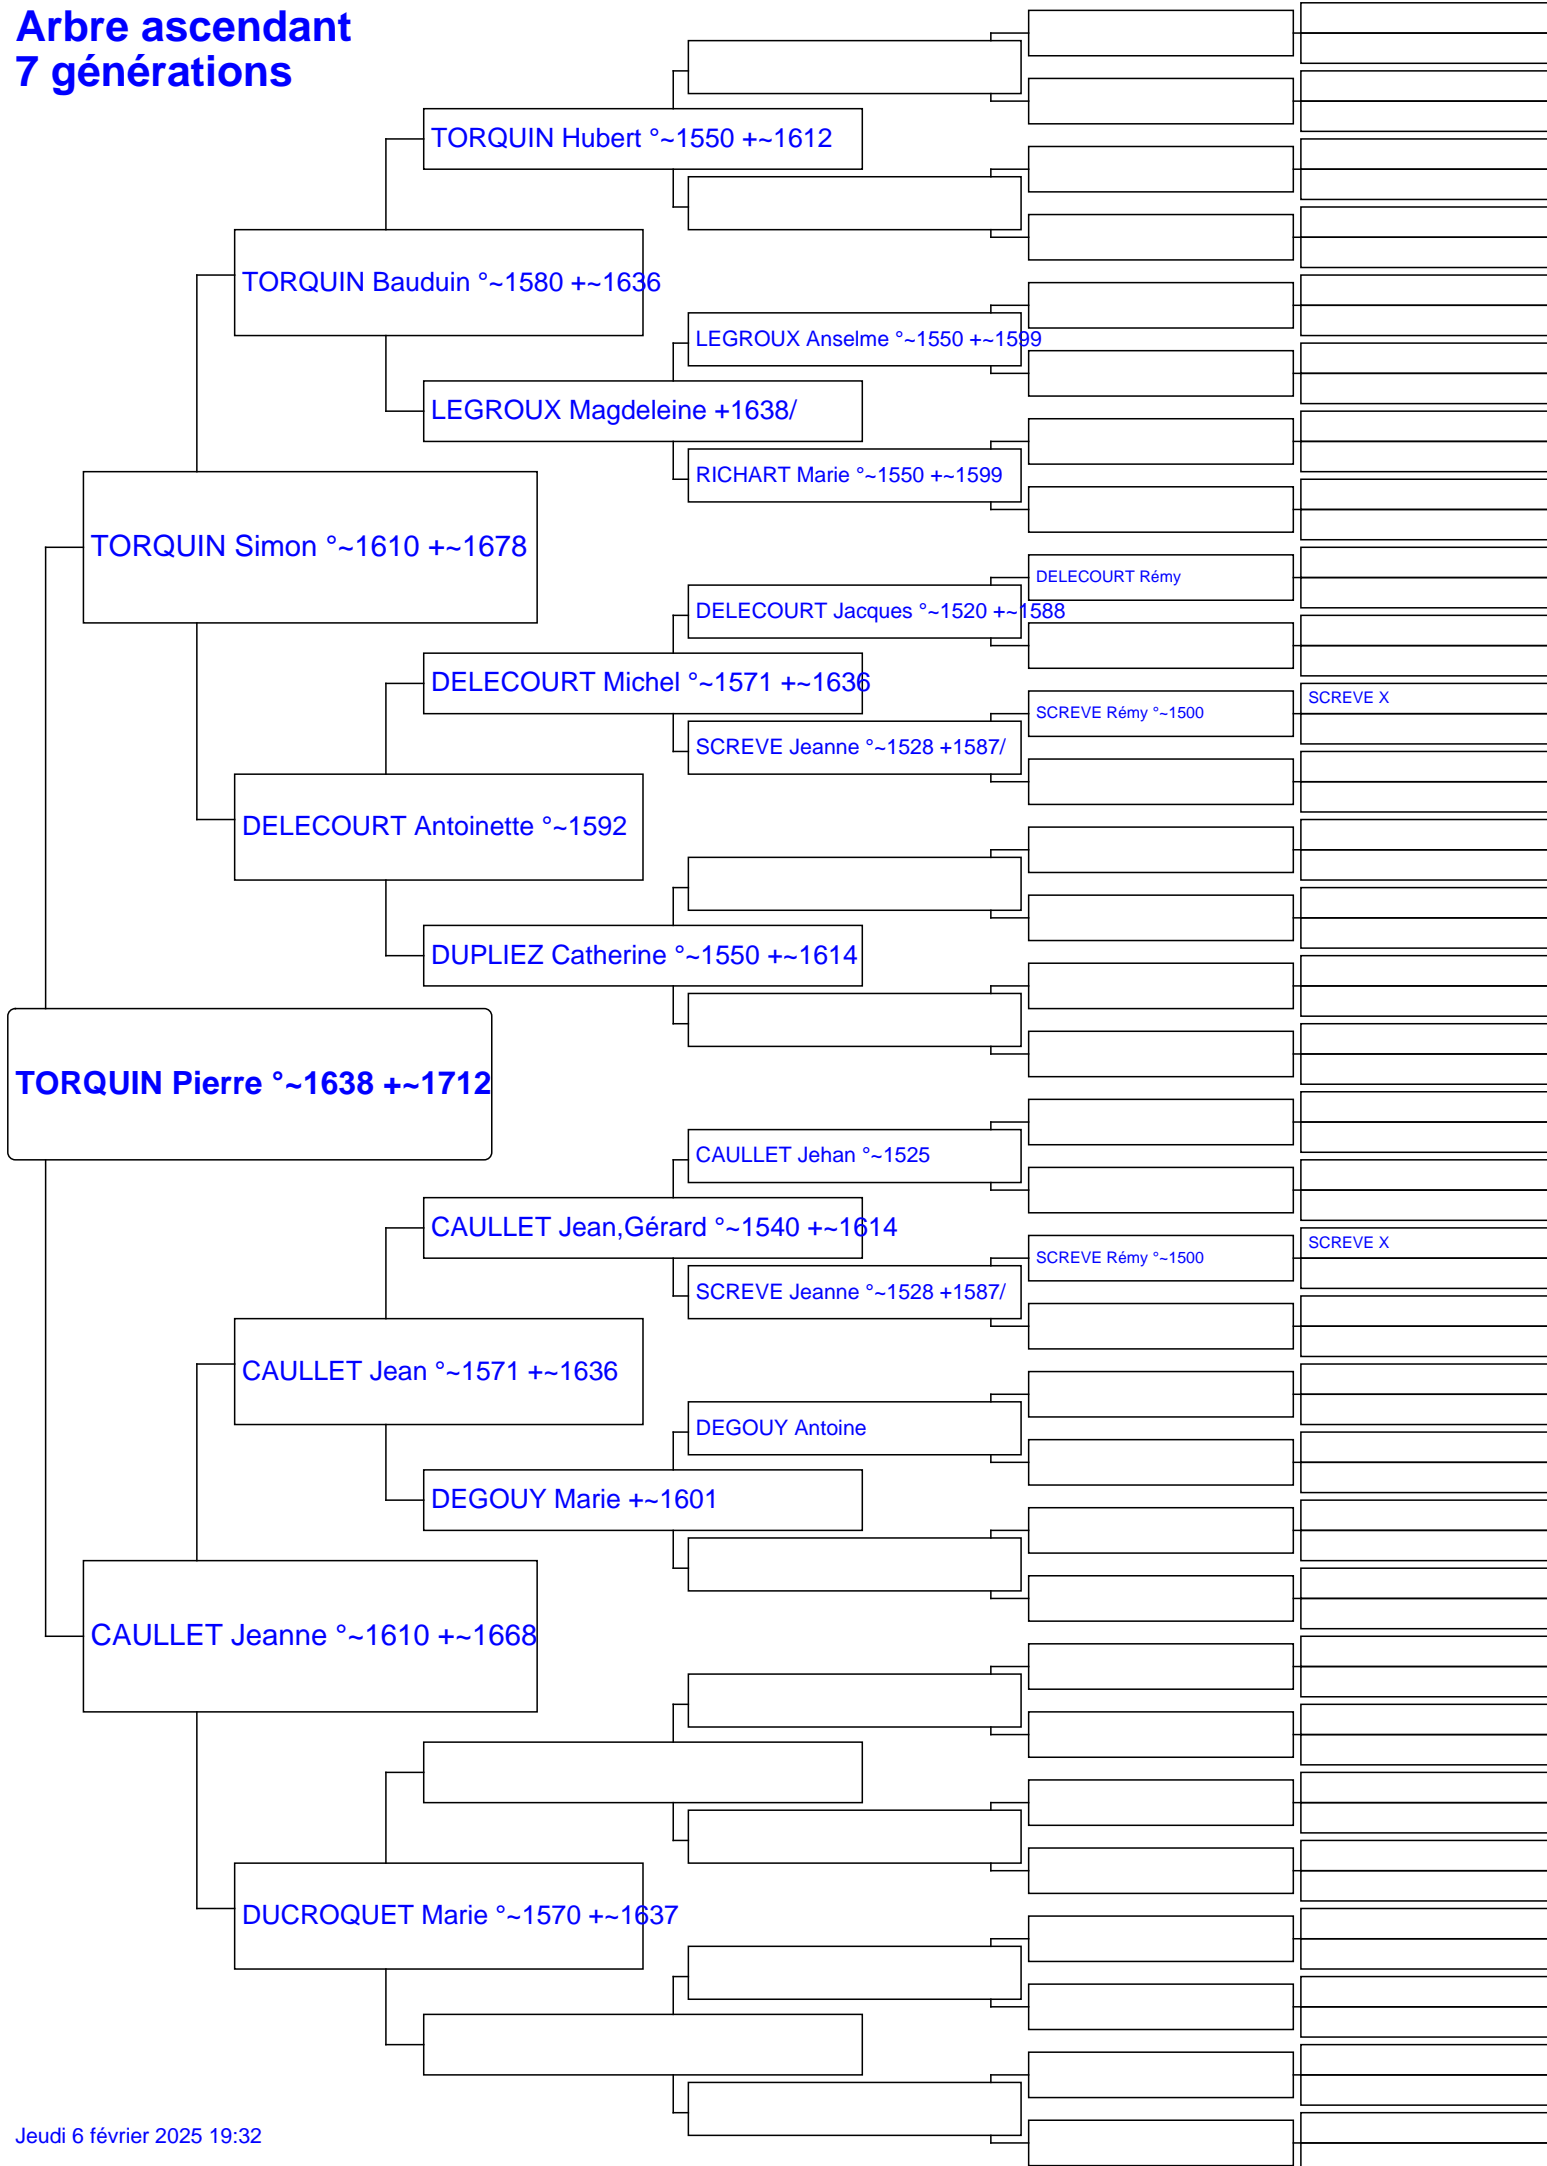 Arbre ascendant
7 générations
TORQUIN Hubert °~1550 +~1612
TORQUIN Bauduin °~1580 +~1636
LEGROUX Anselme °~1550 +~1599
LEGROUX Magdeleine +1638/
RICHART Marie °~1550 +~1599
TORQUIN Simon °~1610 +~1678
DELECOURT Rémy
DELECOURT Jacques °~1520 +~1588
DELECOURT Michel °~1571 +~1636
SCREVE Rémy °~1500
SCREVE X
SCREVE Jeanne °~1528 +1587/
DELECOURT Antoinette °~1592
DUPLIEZ Catherine °~1550 +~1614
TORQUIN Pierre °~1638 +~1712
CAULLET Jehan °~1525
CAULLET Jean,Gérard °~1540 +~1614
SCREVE Rémy °~1500
SCREVE X
SCREVE Jeanne °~1528 +1587/
CAULLET Jean °~1571 +~1636
DEGOUY Antoine
DEGOUY Marie +~1601
CAULLET Jeanne °~1610 +~1668
DUCROQUET Marie °~1570 +~1637
Jeudi 6 février 2025 19:32